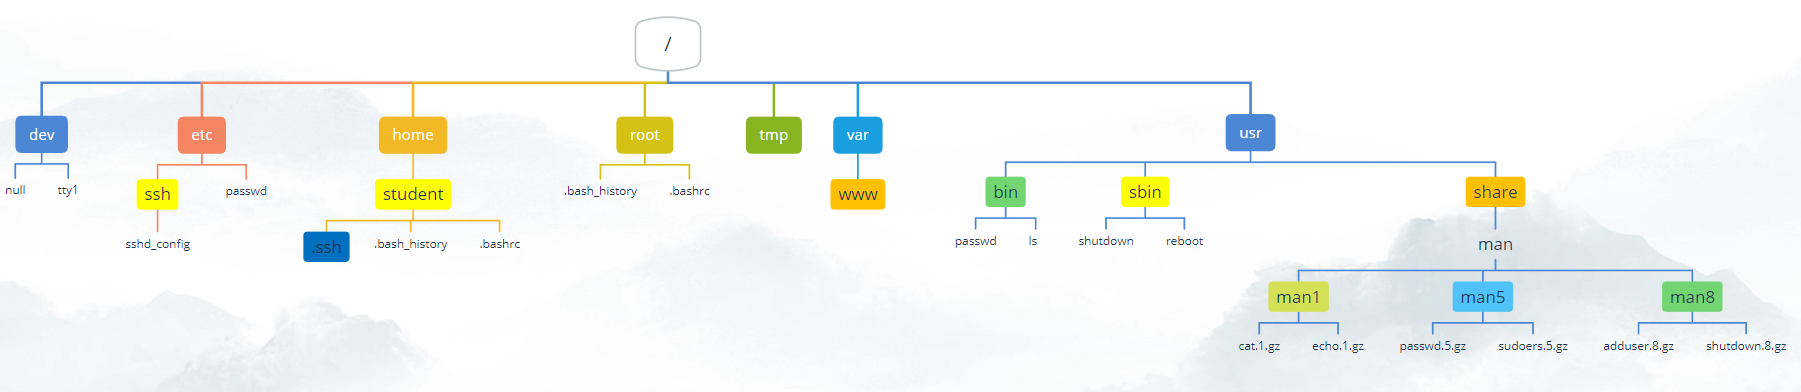 /
dev
etc
home
root
tmp
var
usr
null
tty1
ssh
passwd
student
.bash_history
.bashrc
www
bin
sbin
share
sshd_config
.ssh
.bash_history
.bashrc
passwd
ls
shutdown
reboot
man
man1
man5
man8
cat.1.gz
echo.1.gz
passwd.5.gz
sudoers.5.gz
adduser.8.gz
shutdown.8.gz